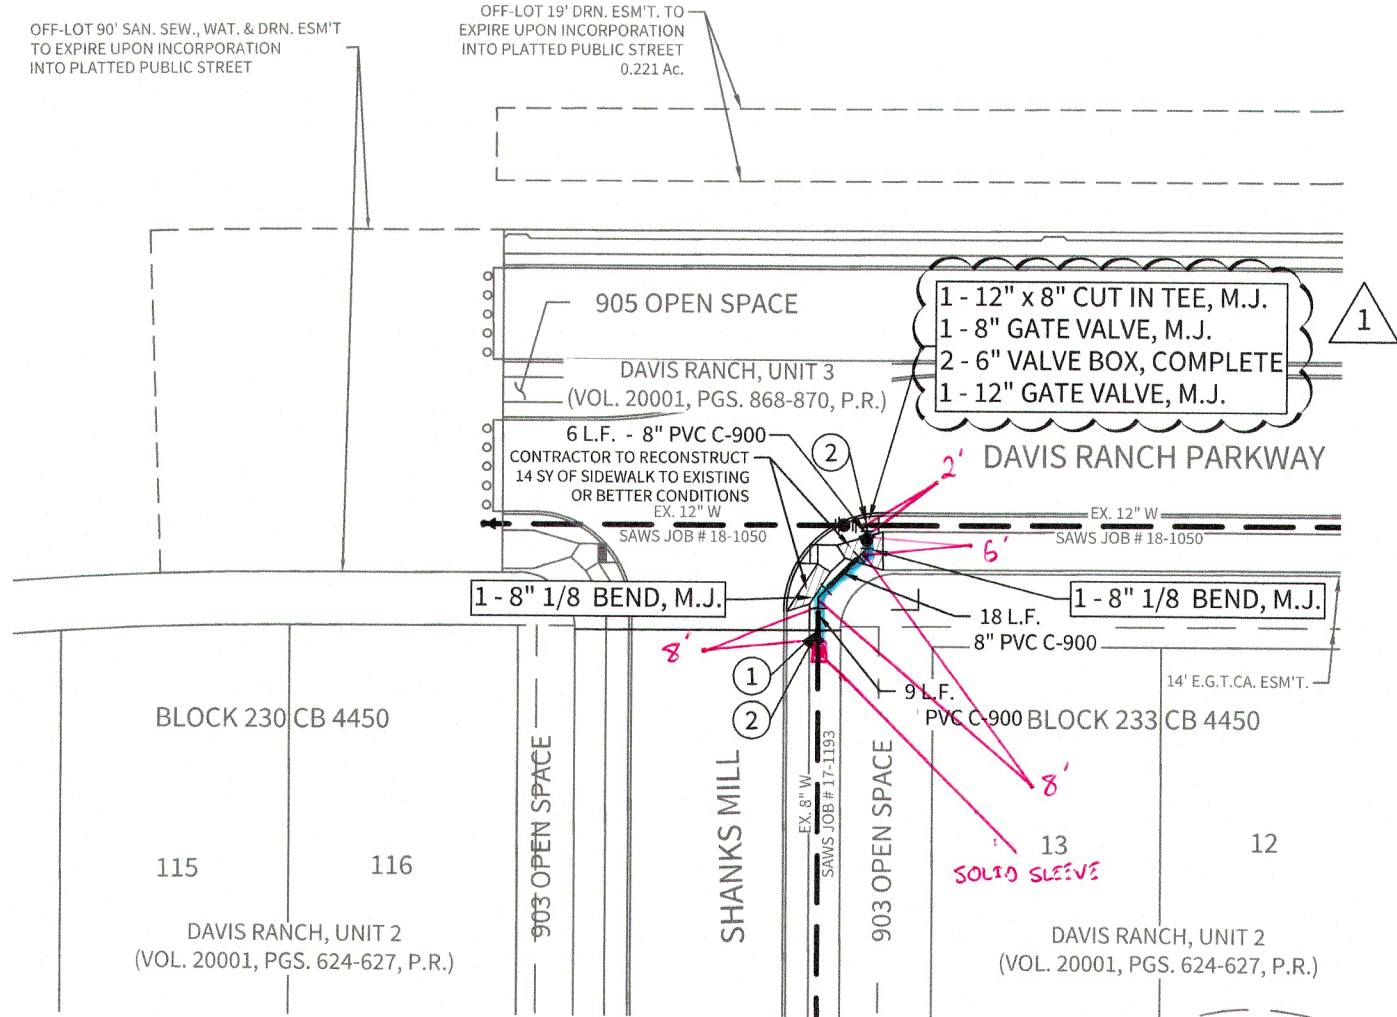 OFF-LOT 90' SAN. SEW., WAT. & DRN. ESM'T
TO EXPIRE UPON INCORPORATION
INTO PLATTED PUBLIC STREET
OFF-LOT 19' DRN. ESM'T. TO
EXPIRE UPON INCORPORATION
INTO PLATTED PUBLIC STREET
0.221 Ac.
905 OPEN SPACE
1 - 12" x 8" CUT IN TEE, M.J.
1 - 8" GATE VALVE, M.J.
2 - 6" VALVE BOX, COMPLETE
1 - 12" GATE VALVE, M.J.
1
DAVIS RANCH, UNIT 3
(VOL. 20001, PGS. 868-870, P.R.)
6 L.F. - 8" PVC C-900
2
CONTRACTOR TO RECONSTRUCT
14 SY OF SIDEWALK TO EXISTING
OR BETTER CONDITIONS
2'
DAVIS RANCH PARKWAY
EX. 12" W
SAWS JOB # 18-1050
EX. 12" W
SAWS JOB # 18-1050
6'
1 - 8" 1/8 BEND, M.J.
1 - 8" 1/8 BEND, M.J.
18 L.F.
8" PVC C-900
8'
1
2
9 L.F.
PVC C-900
14' E.G.T.CA. ESM'T.
BLOCK 230 CB 4450
BLOCK 233 CB 4450
8'
903 OPEN SPACE
SHANKS MILL
EX. 8" W
SAWS JOB # 17-1193
903 OPEN SPACE
115
116
13
12
SOLID SLEEVE
DAVIS RANCH, UNIT 2
(VOL. 20001, PGS. 624-627, P.R.)
DAVIS RANCH, UNIT 2
(VOL. 20001, PGS. 624-627, P.R.)